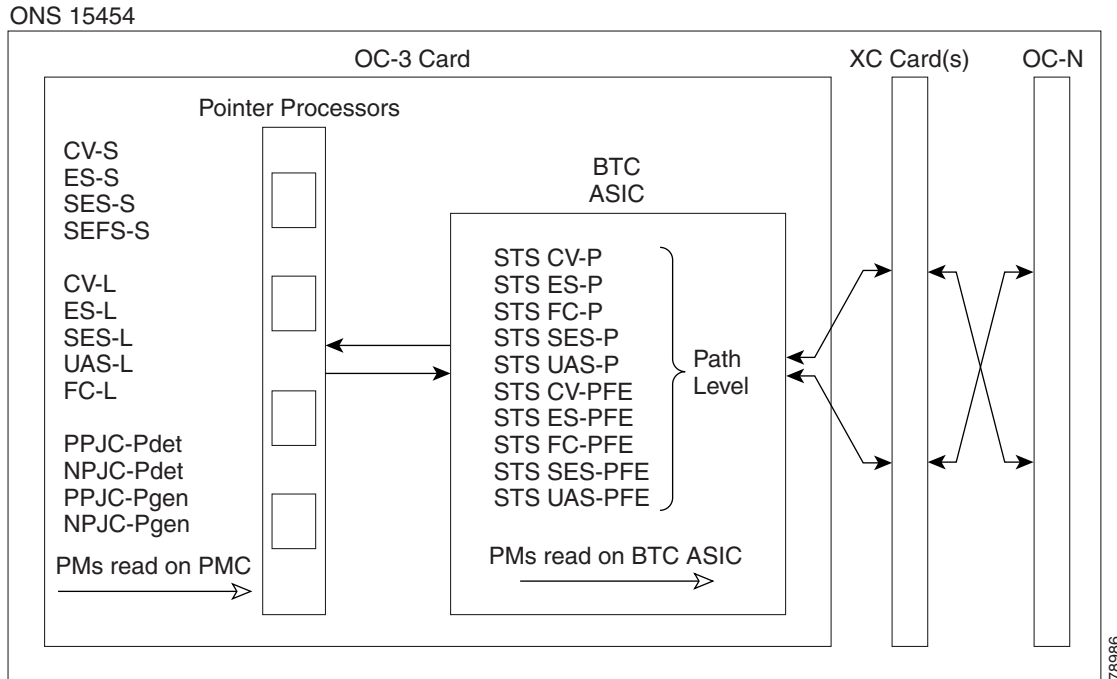 ONS 15454
OC-3 Card
XC Card(s)
OC-N
Pointer Processors
CV-S
ES-S
SES-S
SEFS-S
CV-L
ES-L
SES-L
UAS-L
FC-L
PPJC-Pdet
NPJC-Pdet
PPJC-Pgen
NPJC-Pgen
PMs read on PMC
BTC
ASIC
STS CV-P
STS ES-P
STS FC-P
STS SES-P
STS UAS-P
STS CV-PFE
STS ES-PFE
STS FC-PFE
STS SES-PFE
STS UAS-PFE
Path
Level
PMs read on BTC ASIC
78986